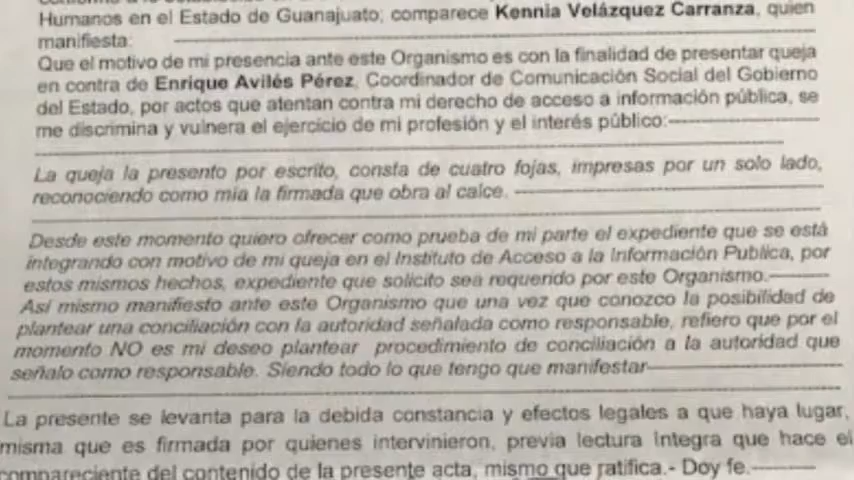 Humanos en el Estado de Guanajuato; comparece Kennia Velázquez Carranza, quien
manifiesta:
Que el motivo de mi presencia ante este Organismo es con la finalidad de presentar queja
en contra de Enrique Avilés Pérez, Coordinador de Comunicación Social del Gobierno
del Estado, por actos que atentan contra mi derecho de acceso a información pública, se
me discrimina y vulnera el ejercicio de mi profesión y el interés público:
La queja la presento por escrito, consta de cuatro fojas, impresas por un solo lado,
reconociendo como mía la firmada que obra al calce.
Desde este momento quiero ofrecer como prueba de mi parte el expediente que se está
integrando con motivo de mi queja en el Instituto de Acceso a la Información Publica, por
estos mismos hechos, expediente que solicito sea requerido por este Organismo.
Así mismo manifiesto ante este Organismo que una vez que conozco la posibilidad de
plantear una conciliación con la autoridad señalada como responsable, refiero que por el
momento NO es mi deseo plantear procedimiento de conciliación a la autoridad que
señalo como responsable. Siendo todo lo que tengo que manifestar
La presente se levanta para la debida constancia y efectos legales a que haya lugar,
misma que es firmada por quienes intervinieron, previa lectura Integra que hace el
compareciente del contenido de la presente acta, mismo que ratifica.- Doy fe.